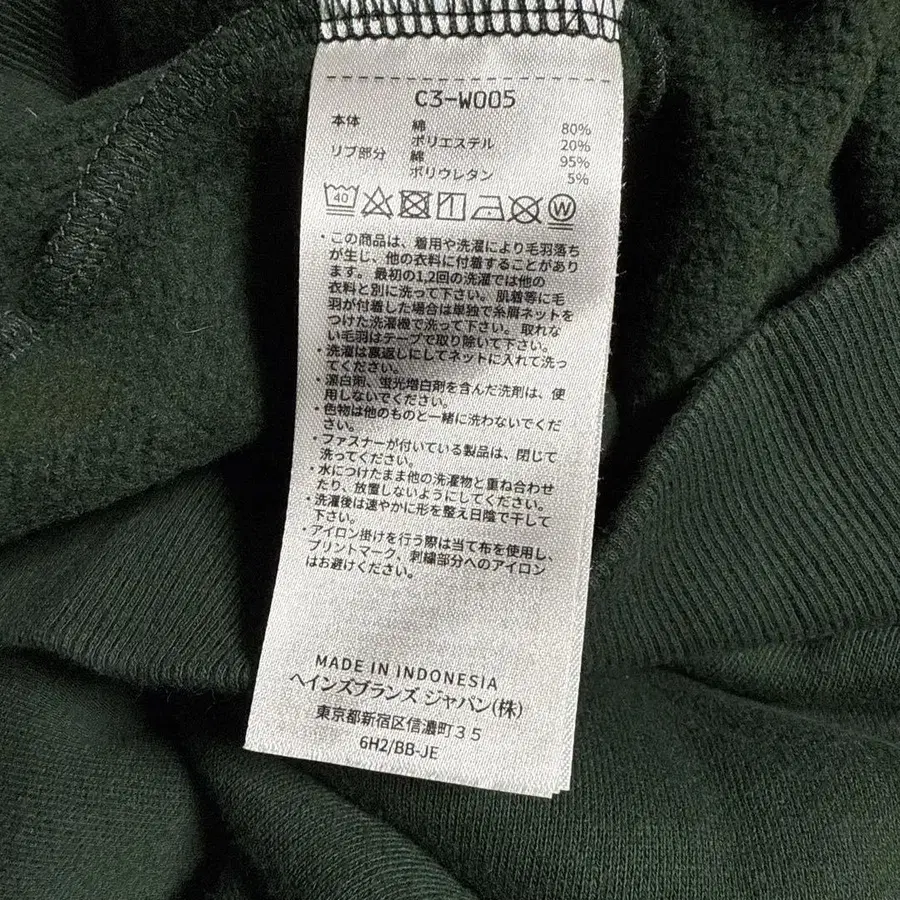 C3-W005
本体 綿 80%
ポリエステル 20%
リブ部分 綿 95%
ポリウレタン 5%
40 W
・この商品は、着用や洗濯により毛羽落ち
が生じ、他の衣料に付着することがあり
ます。最初の1,2回の洗濯では他の
衣料と別に洗って下さい。肌着等に毛
羽が付着した場合は単独で糸屑ネットを
つけた洗濯機で洗って下さい。取れな
い毛羽はテープで取り除いて下さい。
・洗濯は裏返しにしてネットに入れて洗っ
てください。
・漂白剤、蛍光増白剤を含んだ洗剤は、使
用しないでください。
・色物は他のものと一緒に洗わないでくだ
さい。
・ファスナーが付いている製品は、閉じて
洗ってください。
・水につけたまま他の洗濯物と重ね合わせ
たり、放置しないようにしてください。
・洗濯後は速やかに形を整え日陰で干して
下さい。
・アイロン掛けを行う際は当て布を使用し、
プリントマーク、刺繍部分へのアイロン
はお避けください。
MADE IN INDONESIA
ヘインズブランズ ジャパン(株)
東京都新宿区信濃町35
6H2/BB-JE